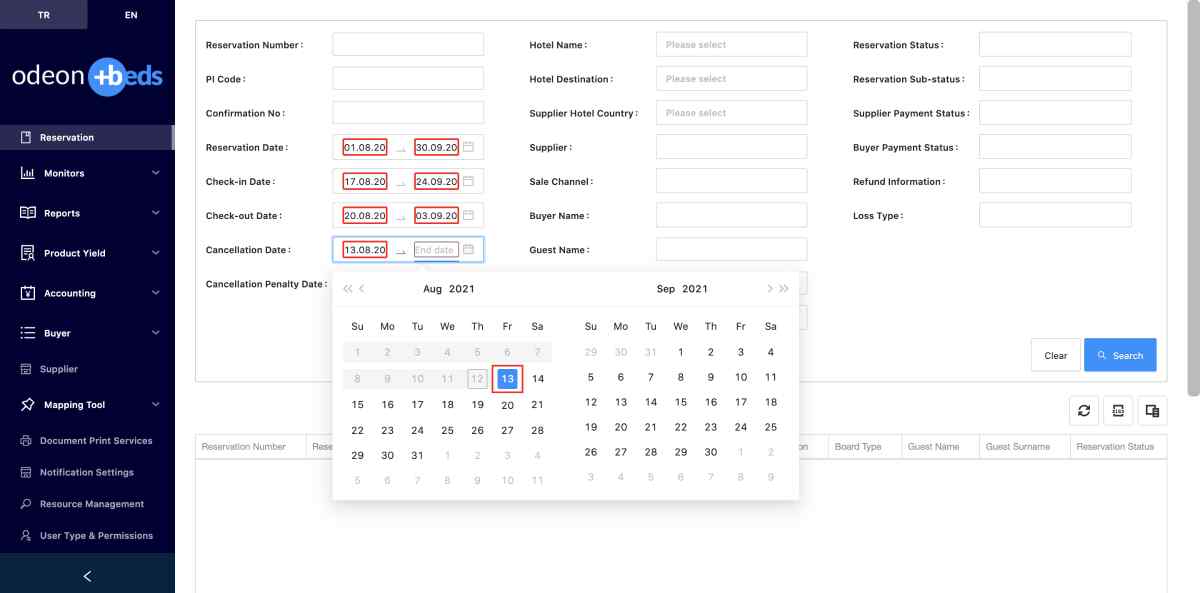 TR EN
odeon +beds
Reservation
Monitors
Reports
Product Yield
Accounting
Buyer
Supplier
Mapping Tool
Document Print Services
Notification Settings
Resource Management
User Type & Permissions
Reservation Number : Hotel Name : Please select Reservation Status :
PI Code : Hotel Destination : Please select Reservation Sub-status :
Confirmation No : Supplier Hotel Country : Please select Supplier Payment Status :
Reservation Date : 01.08.20 → 30.09.20 Supplier : Buyer Payment Status :
Check-in Date : 17.08.20 → 24.09.20 Sale Channel : Refund Information :
Check-out Date : 20.08.20 → 03.09.20 Buyer Name : Loss Type :
Cancellation Date : 13.08.20 → End date Guest Name :
Cancellation Penalty Date :
Aug 2021
Su Mo Tu We Th Fr Sa
1 2 3 4 5 6 7
8 9 10 11 12 13 14
15 16 17 18 19 20 21
22 23 24 25 26 27 28
29 30 31 1 2 3 4
5 6 7 8 9 10 11
Sep 2021
Su Mo Tu We Th Fr Sa
29 30 31 1 2 3 4
5 6 7 8 9 10 11
12 13 14 15 16 17 18
19 20 21 22 23 24 25
26 27 28 29 30 1 2
3 4 5 6 7 8 9
Clear Search
Reservation Number Board Type Guest Name Guest Surname Reservation Status